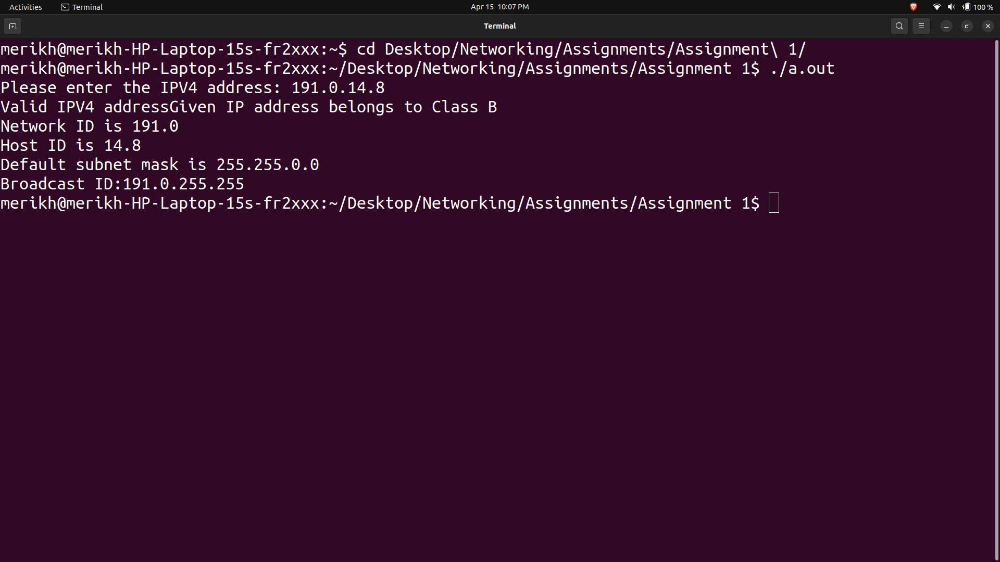 Activities Terminal Apr 15 10:07 PM 100 %
Terminal
merikh@merikh-HP-Laptop-15s-fr2xxx:~$ cd Desktop/Networking/Assignments/Assignment\ 1/
merikh@merikh-HP-Laptop-15s-fr2xxx:~/Desktop/Networking/Assignments/Assignment 1$ ./a.out
Please enter the IPV4 address: 191.0.14.8
Valid IPV4 addressGiven IP address belongs to Class B
Network ID is 191.0
Host ID is 14.8
Default subnet mask is 255.255.0.0
Broadcast ID:191.0.255.255
merikh@merikh-HP-Laptop-15s-fr2xxx:~/Desktop/Networking/Assignments/Assignment 1$